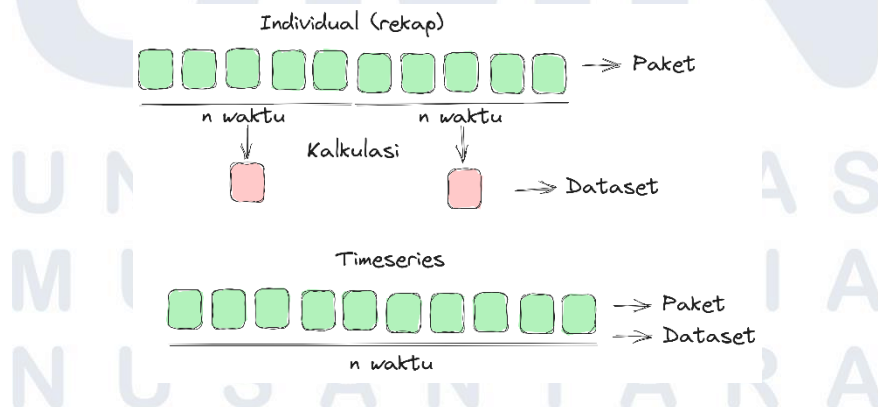 Individual (rekap)
Paket
n waktu
n waktu
Kalkulasi
Dataset
Timeseries
Paket
Dataset
n waktu
U N A S
M U I A
N U S A N T A R A